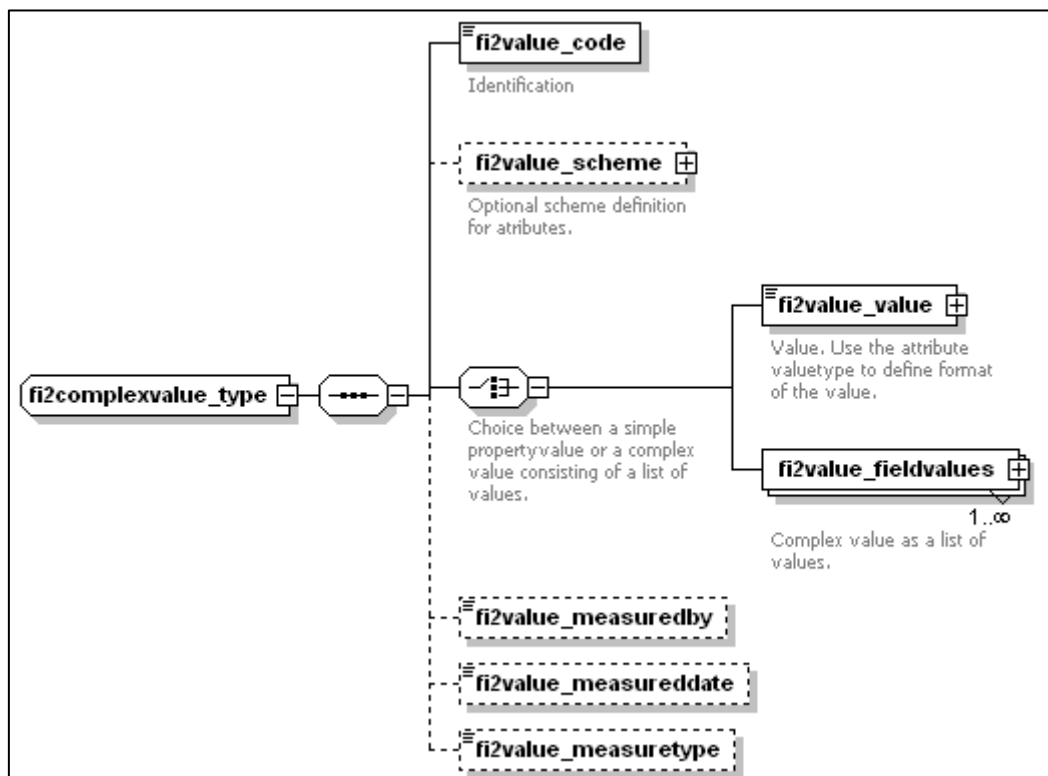 fi2value_code
Identification
fi2value_scheme
Optional scheme definition
for atributes.
fi2complexvalue_type
Choice between a simple
propertyvalue or a complex
value consisting of a list of
values.
fi2value_value
Value. Use the attribute
valuetype to define format
of the value.
fi2value_fieldvalues
1..∞
Complex value as a list of
values.
fi2value_measuredby
fi2value_measureddate
fi2value_measuretype